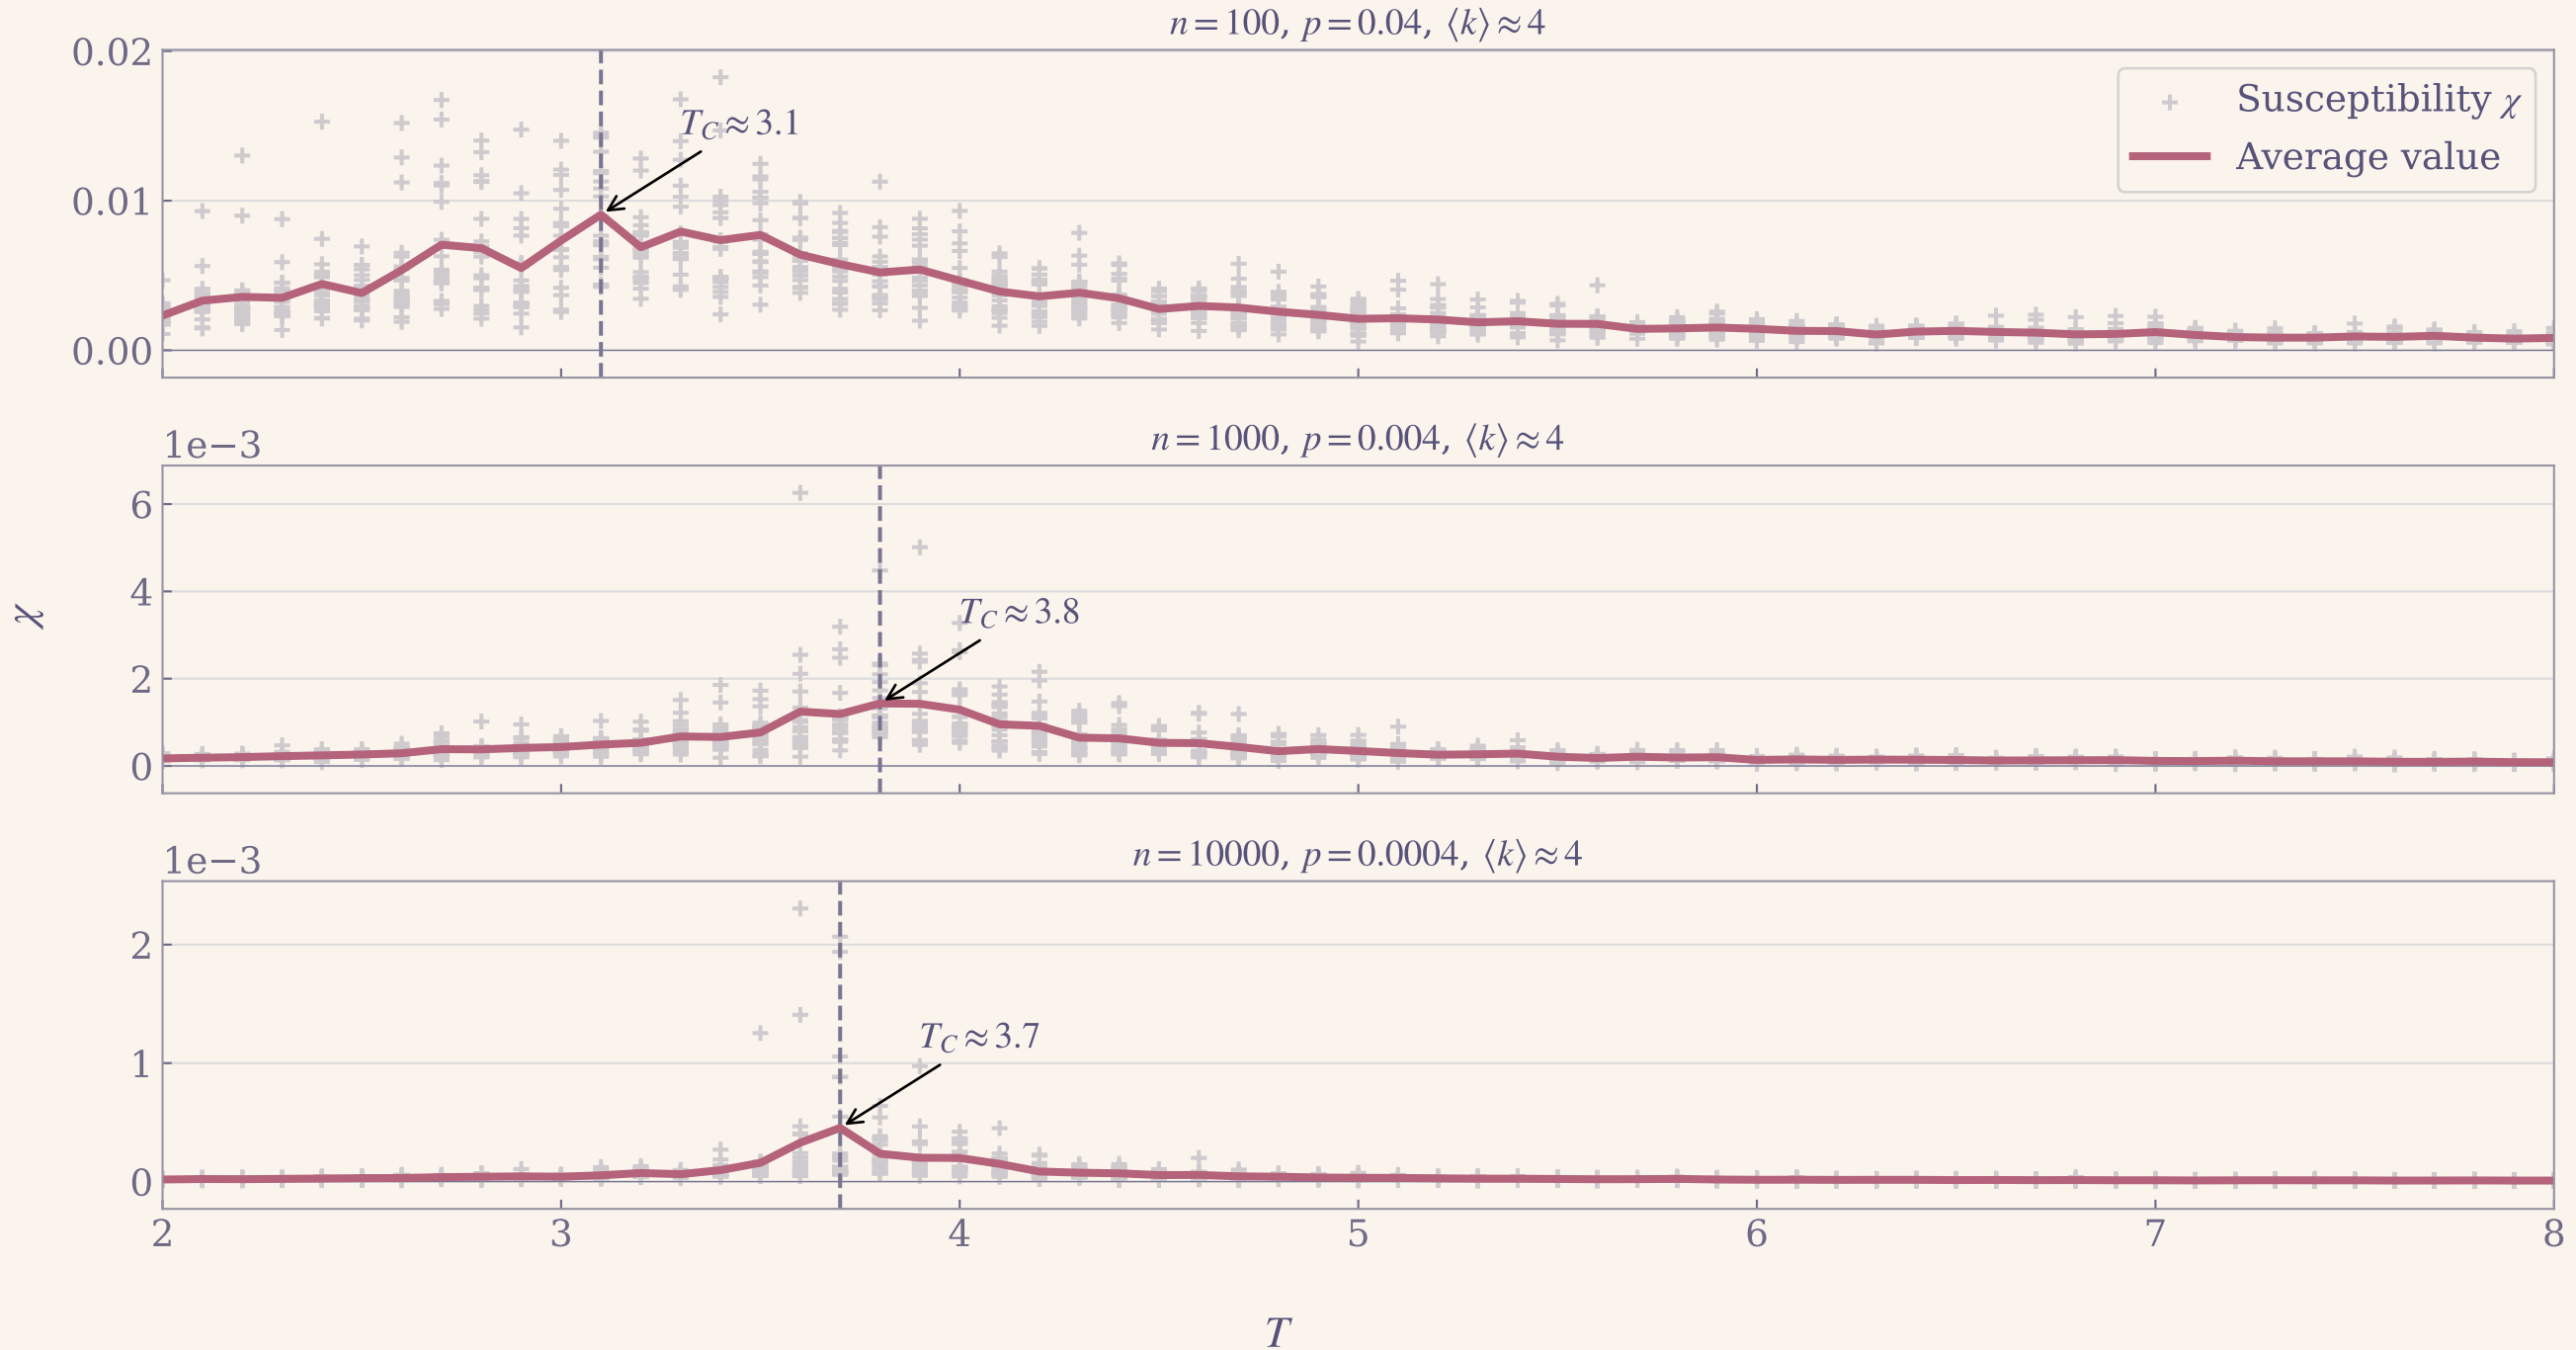 n = 100, p = 0.04, ⟨k⟩ ≈ 4
0.02
0.01
0.00
T_C ≈ 3.1
Susceptibility χ
Average value
1e−3
n = 1000, p = 0.004, ⟨k⟩ ≈ 4
6
4
2
0
T_C ≈ 3.8
χ
1e−3
n = 10000, p = 0.0004, ⟨k⟩ ≈ 4
2
1
0
T_C ≈ 3.7
2 3 4 5 6 7 8
T